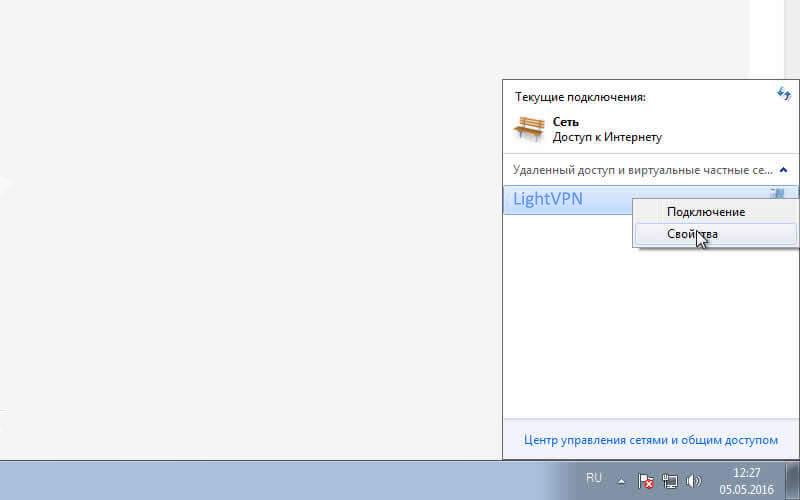 Текущие подключения:
Сеть
Доступ к Интернету
Удаленный доступ и виртуальные частные се...
LightVPN
Подключение
Свойства
Центр управления сетями и общим доступом
RU
12:27
05.05.2016